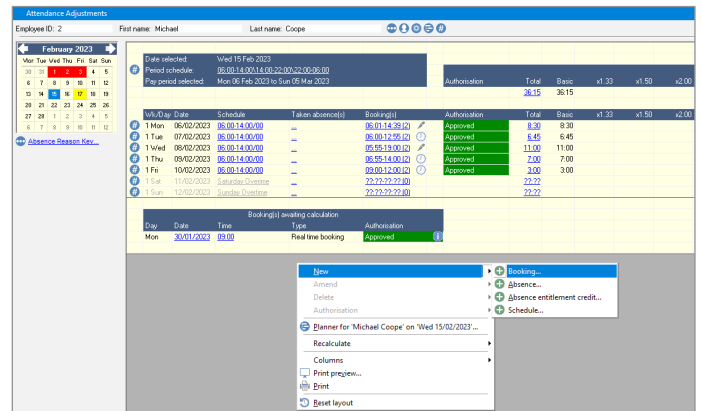 Attendance Adjustments
Employee ID: 2 First name: Michael Last name: Coope
February 2023
Mon Tue Wed Thu Fri Sat Sun
30 31 1 2 3 4 5
6 7 8 9 10 11 12
13 14 15 16 17 18 19
20 21 22 23 24 25 26
27 28 1 2 3 4 5
6 7 8 9 10 11 12
Absence Reason Key...
Date selected: Wed 15 Feb 2023
Period schedule: 06:00-14:00\14:00-22:00\22:00-06:00
Pay period selected: Mon 06 Feb 2023 to Sun 05 Mar 2023
Authorisation Total Basic x1.33 x1.50 x2.00
36:15 36:15
Wk/Day Date Schedule Taken absence(s) Booking(s) Authorisation Total Basic x1.33 x1.50 x2.00
1 Mon 06/02/2023 06:00-14:00/00 ... 06:01-14:39 (2) Approved 8:30 8:30
1 Tue 07/02/2023 06:00-14:00/00 ... 06:00-12:55 (2) Approved 6:45 6:45
1 Wed 08/02/2023 06:00-14:00/00 ... 05:55-19:00 (2) Approved 11:00 11:00
1 Thu 09/02/2023 06:00-14:00/00 ... 06:55-14:00 (2) Approved 7:00 7:00
1 Fri 10/02/2023 06:00-14:00/00 ... 09:00-12:00 (2) Approved 3:00 3:00
1 Sat 11/02/2023 Saturday Overtime ... ??:??-??:?? (0) ??:??
1 Sun 12/02/2023 Sunday Overtime ... ??:??-??:?? (0) ??:??
Booking(s) awaiting calculation
Day Date Time Type Authorisation
Mon 30/01/2023 09:00 Real time booking Approved
New
Amend
Delete
Authorisation
Planner for 'Michael Coope' on 'Wed 15/02/2023'...
Recalculate
Columns
Print preview...
Print
Reset layout
Booking...
Absence...
Absence entitlement credit...
Schedule...